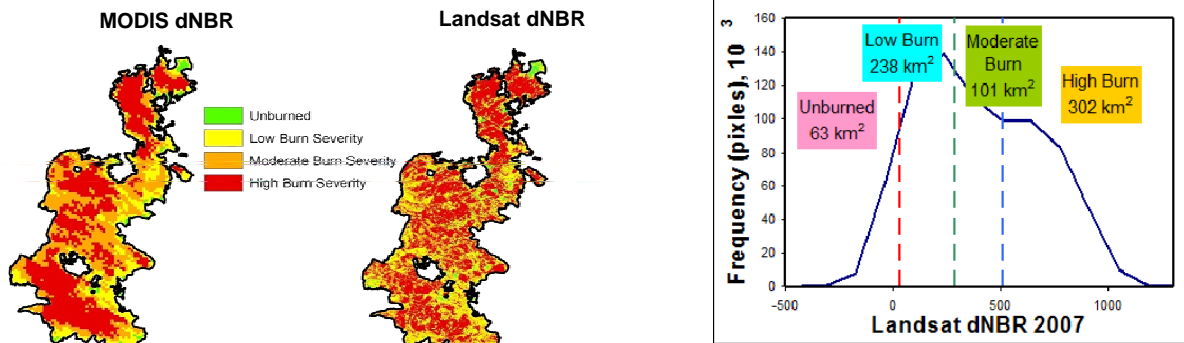 MODIS dNBR
Landsat dNBR
Unburned
Low Burn Severity
Moderate Burn Severity
High Burn Severity
Frequency (pixles), 10 3
160
140
120
100
80
60
40
20
0
Low Burn
238 km2
Moderate
Burn
101 km2
High Burn
302 km2
Unburned
63 km2
-500
0
500
1000
Landsat dNBR 2007